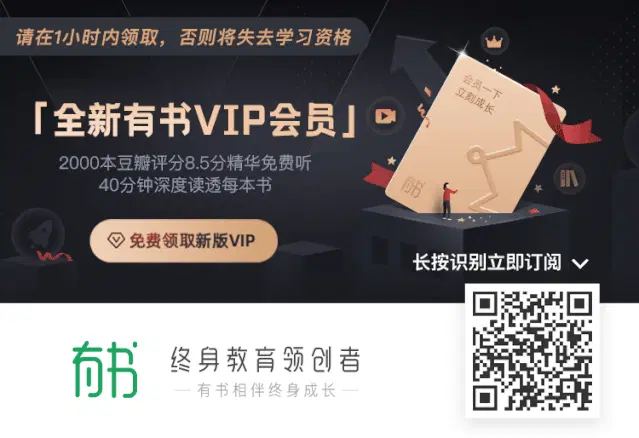 请在1小时内领取，否则将失去学习资格
「全新有书VIP会员」
2000本豆瓣评分8.5分精华免费听
40分钟深度读透每本书
免费领取新版VIP
会员一下
立刻成长
有书
长按识别立即订阅
有书
终身教育领创者
有书相伴终身成长